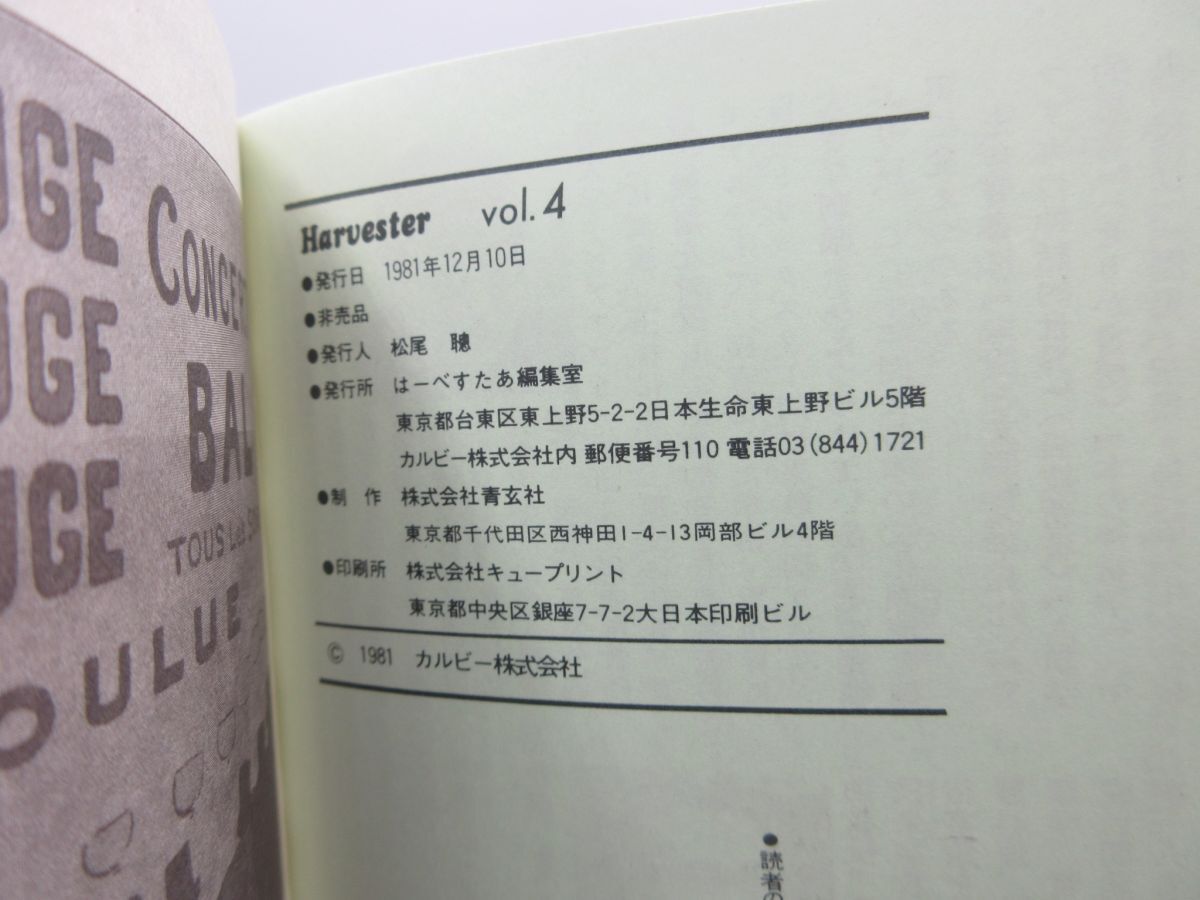 UGE
UGE
UGE
CONCE
BAL
TOUS Les S
OULUE
Harvester vol.4
●発行日 1981年12月10日
●非売品
●発行人 松尾 聰
●発行所 はーべすたあ編集室
東京都台東区東上野5-2-2日本生命東上野ビル5階
カルビー株式会社内 郵便番号110 電話03(844)1721
●制 作 株式会社青玄社
東京都千代田区西神田1-4-13岡部ビル4階
●印刷所 株式会社キュープリント
東京都中央区銀座7-7-2大日本印刷ビル
© 1981 カルビー株式会社
●読者の